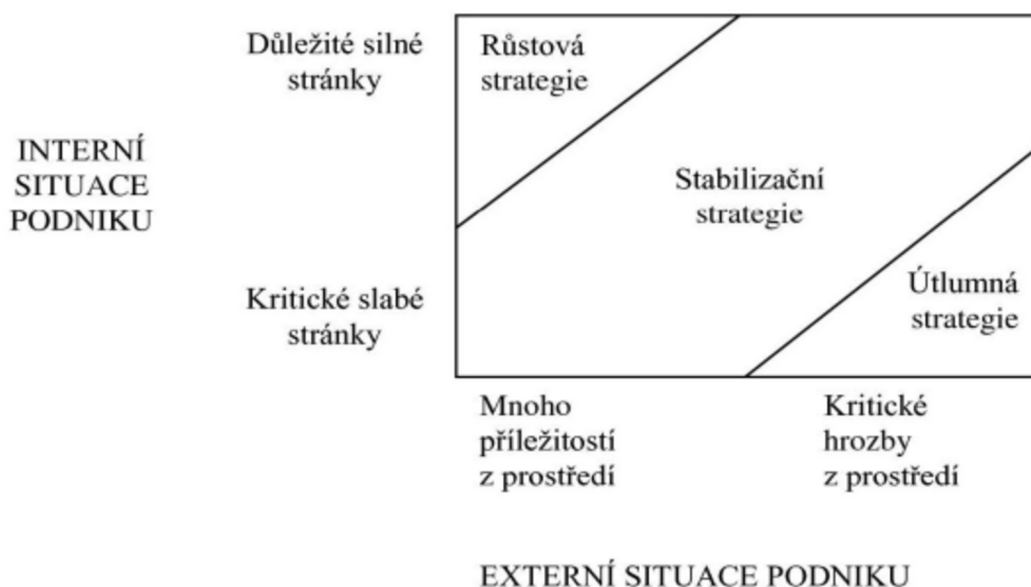 Důležité silné
stránky
Růstová
strategie
INTERNÍ
SITUACE
PODNIKU
Stabilizační
strategie
Kritické slabé
stránky
Útlumná
strategie
Mnoho
příležitostí
z prostředí
Kritické
hrozby
z prostředí
EXTERNÍ SITUACE PODNIKU